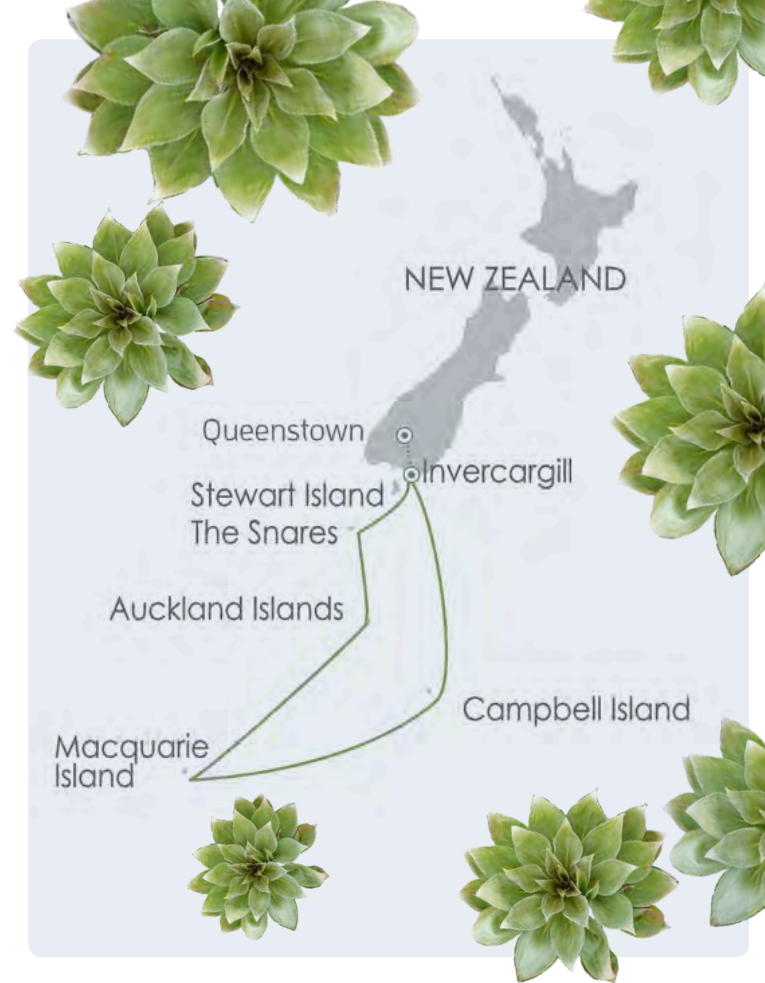 NEW ZEALAND
Queenstown
Invercargill
Stewart Island
The Snares
Auckland Islands
Campbell Island
Macquarie
Island